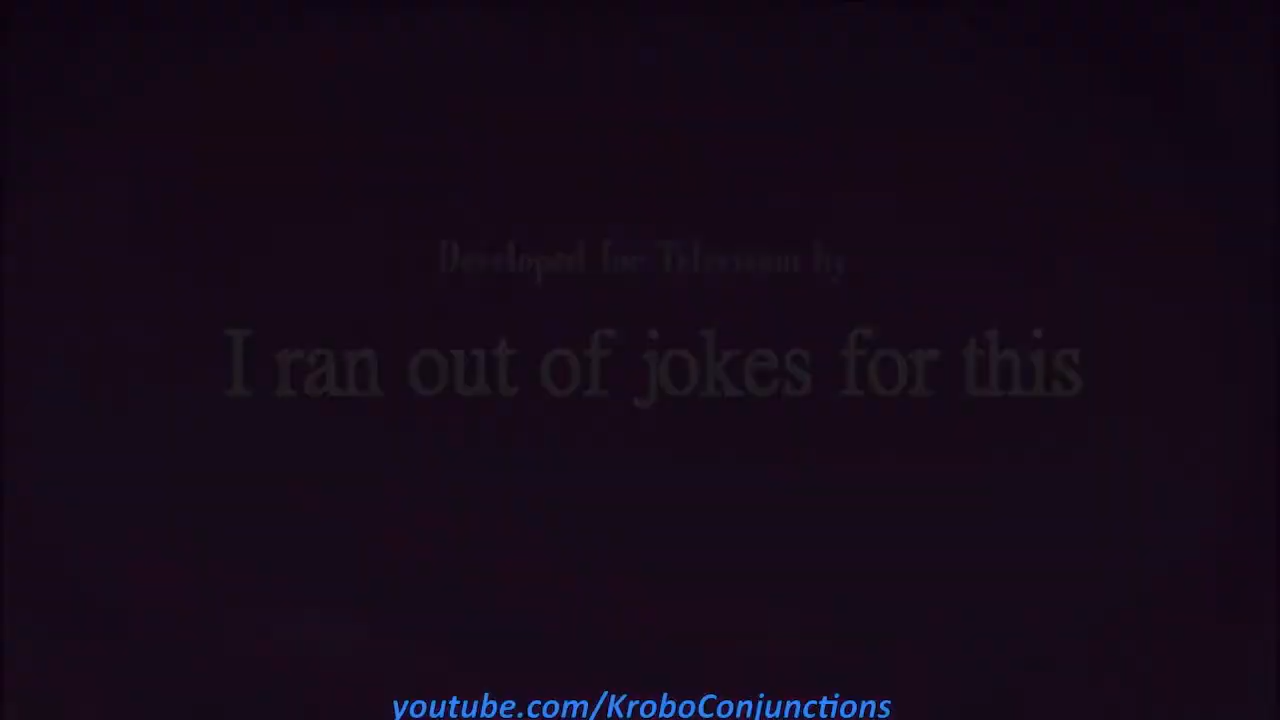 Developed for Television by
I ran out of jokes for this
youtube.com/KroboConjunctions